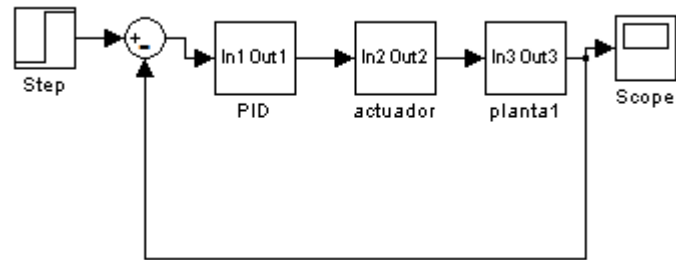 Step
+
-
In1 Out1
PID
In2 Out2
actuador
In3 Out3
planta1
Scope